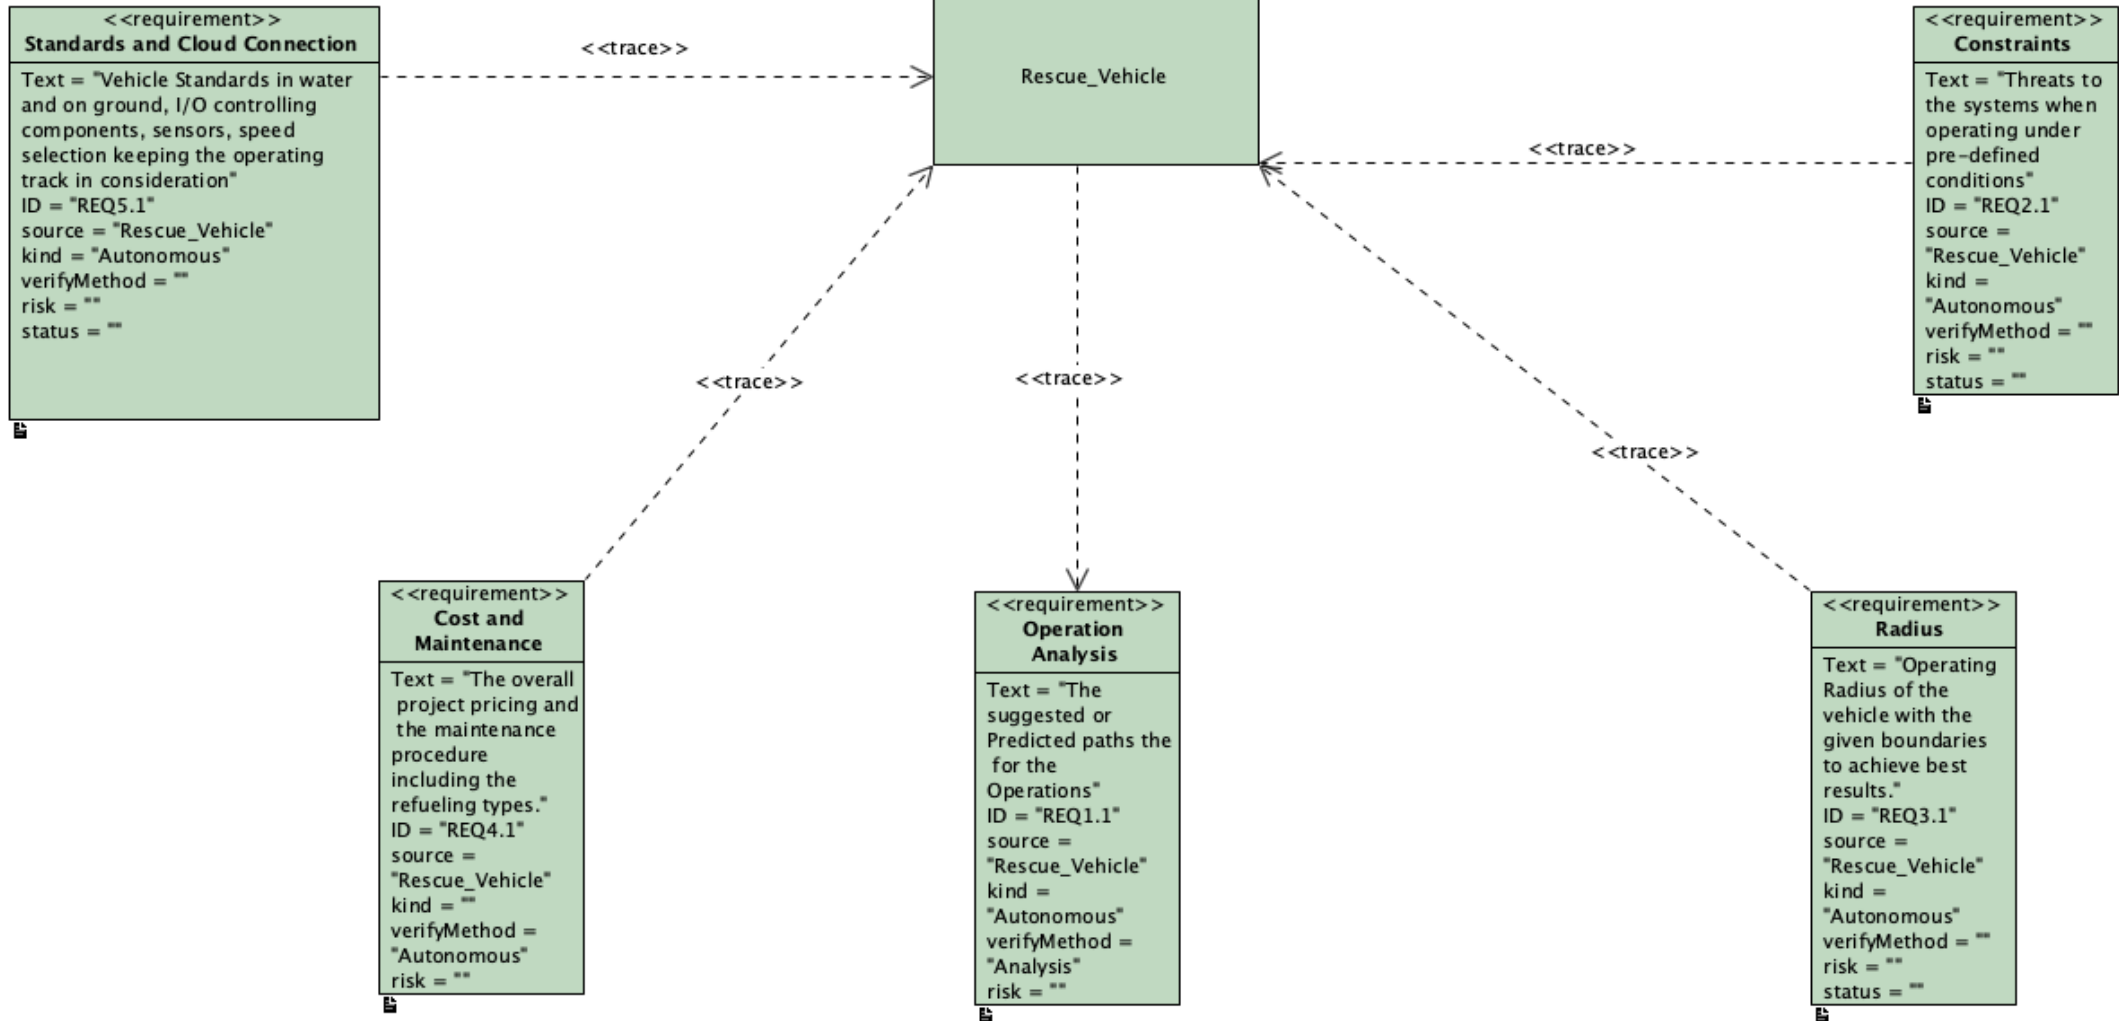 <<requirement>>
Standards and Cloud Connection
Text = "Vehicle Standards in water
and on ground, I/O controlling
components, sensors, speed
selection keeping the operating
track in consideration"
ID = "REQ5.1"
source = "Rescue_Vehicle"
kind = "Autonomous"
verifyMethod = ""
risk = ""
status = ""
<<trace>>
Rescue_Vehicle
<<trace>>
<<requirement>>
Constraints
Text = "Threats to
the systems when
operating under
pre-defined
conditions"
ID = "REQ2.1"
source =
"Rescue_Vehicle"
kind =
"Autonomous"
verifyMethod = ""
risk = ""
status = ""
<<trace>>
<<trace>>
<<trace>>
<<requirement>>
Cost and
Maintenance
Text = "The overall
project pricing and
the maintenance
procedure
including the
refueling types."
ID = "REQ4.1"
source =
"Rescue_Vehicle"
kind = ""
verifyMethod =
"Autonomous"
risk = ""
<<requirement>>
Operation
Analysis
Text = "The
suggested or
Predicted paths the
for the
Operations"
ID = "REQ1.1"
source =
"Rescue_Vehicle"
kind =
"Autonomous"
verifyMethod =
"Analysis"
risk = ""
<<requirement>>
Radius
Text = "Operating
Radius of the
vehicle with the
given boundaries
to achieve best
results."
ID = "REQ3.1"
source =
"Rescue_Vehicle"
kind =
"Autonomous"
verifyMethod = ""
risk = ""
status = ""